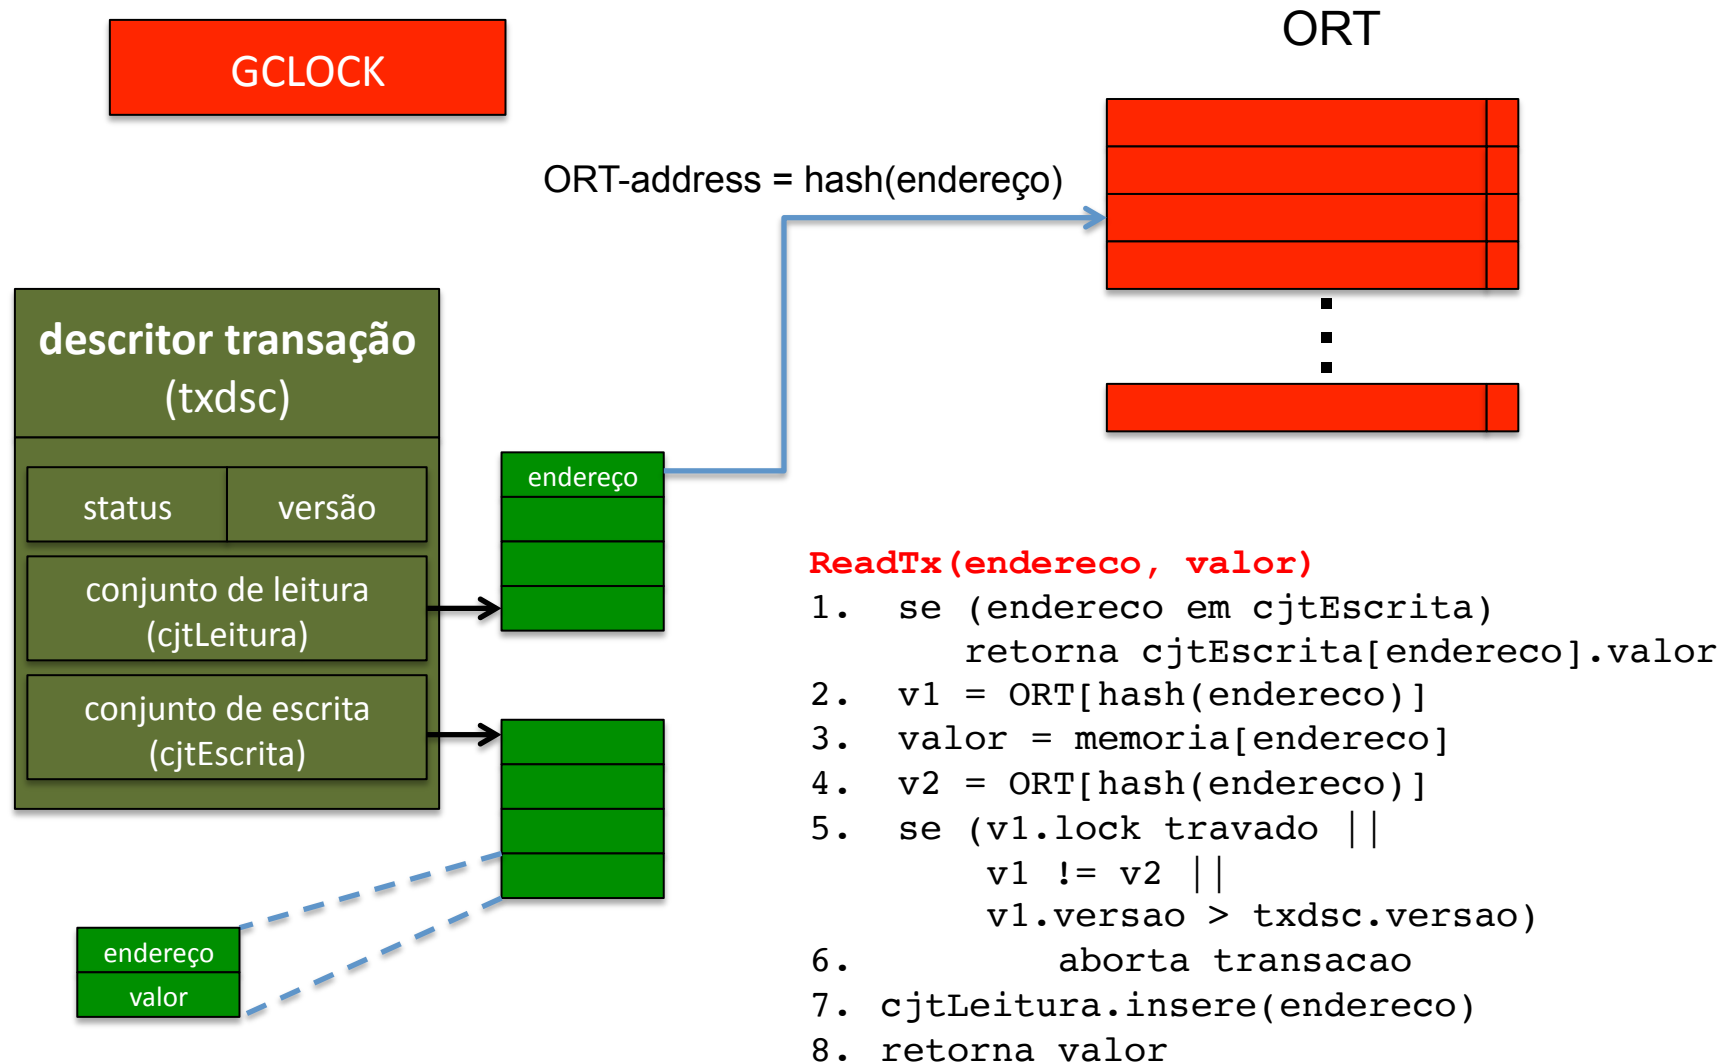 GCLOCK
ORT
ORT-address = hash(endereço)
descritor transação
(txdsc)
status
versão
conjunto de leitura
(cjtLeitura)
conjunto de escrita
(cjtEscrita)
endereço
endereço
valor
ReadTx(endereco, valor)
1. se (endereco em cjtEscrita)
retorna cjtEscrita[endereco].valor
2. v1 = ORT[hash(endereco)]
3. valor = memoria[endereco]
4. v2 = ORT[hash(endereco)]
5. se (v1.lock travado ||
v1 != v2 ||
v1.versao > txdsc.versao)
6. aborta transacao
7. cjtLeitura.insere(endereco)
8. retorna valor